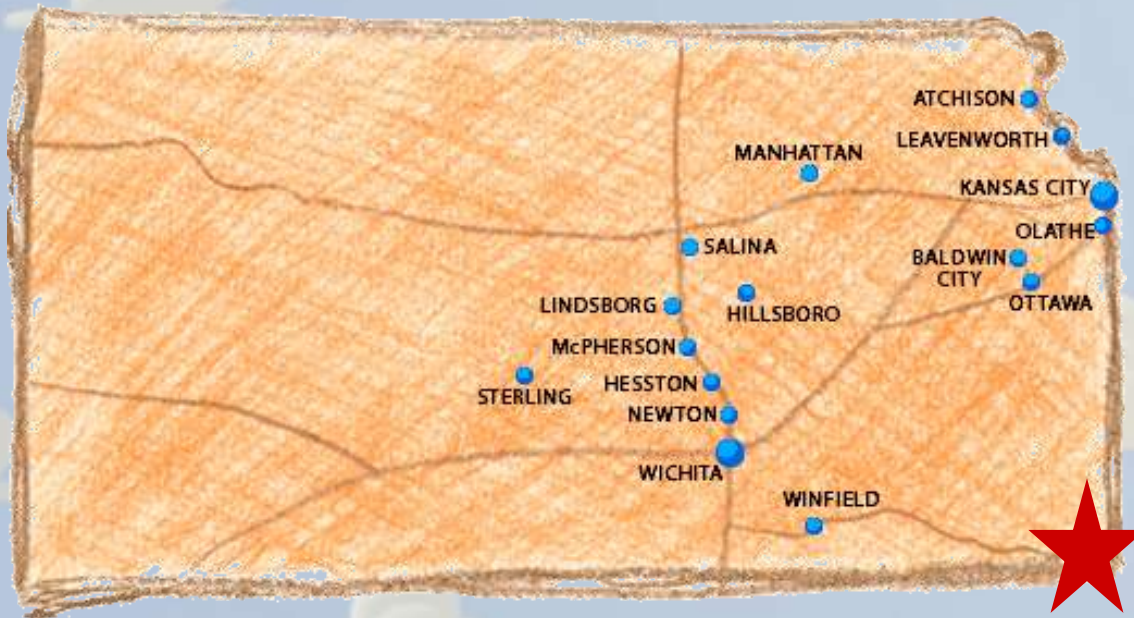 ATCHISON
LEAVENWORTH
MANHATTAN
KANSAS CITY
OLATHE
SALINA
BALDWIN
CITY
OTTAWA
LINDSBORG
HILLSBORO
McPHERSON
HESSTON
STERLING
NEWTON
WICHITA
WINFIELD